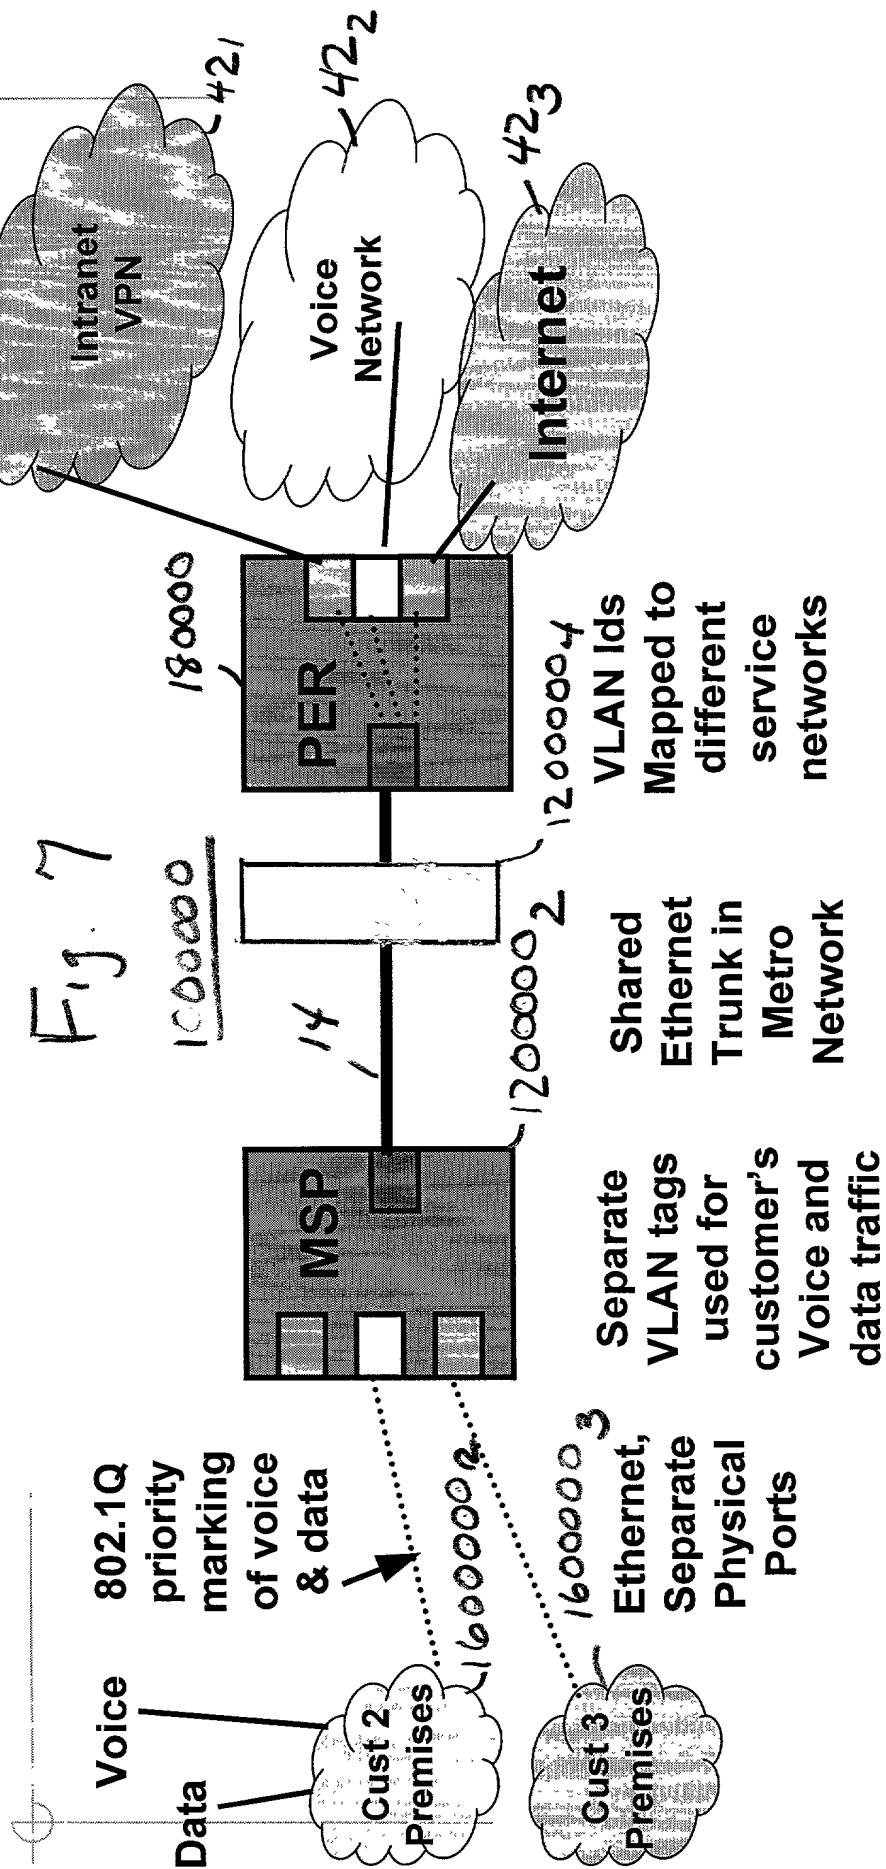 Fig. 7
100000
Voice
Data
802.1Q
priority
marking
of voice
& data
Cust 2
Premises
1600000₂
Cust 3
Premises
1600000₃
Ethernet,
Separate
Physical
Ports
MSP
1200000₂
Separate
VLAN tags
used for
customer's
Voice and
data traffic
14
Shared
Ethernet
Trunk in
Metro
Network
1200000₄
180000
PER
VLAN Ids
Mapped to
different
service
networks
Intranet
VPN
42₁
Voice
Network
42₂
Internet
42₃